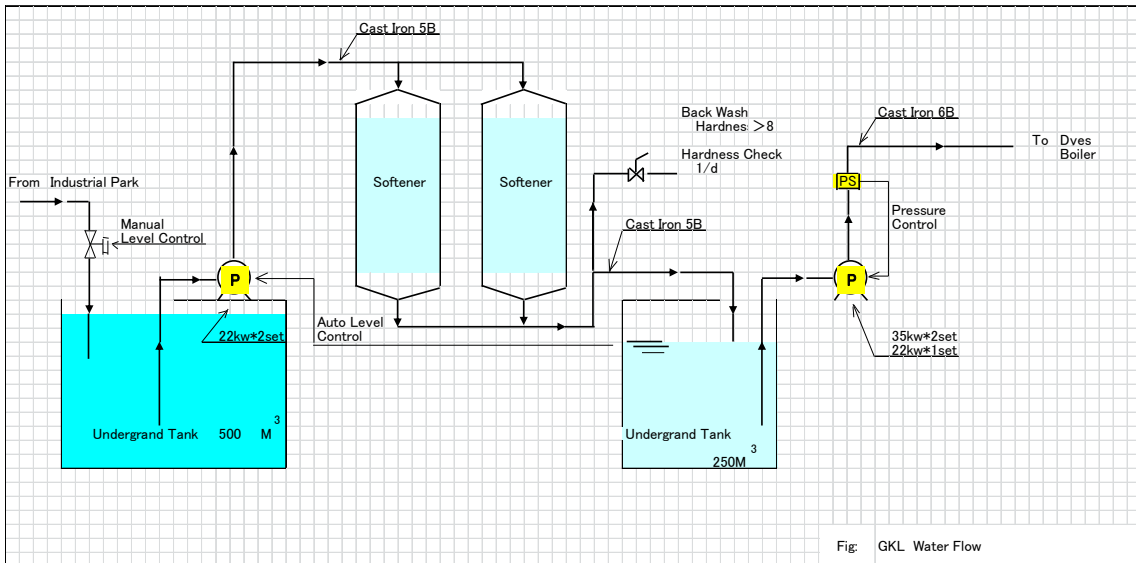 Cast Iron 5B
Back Wash
Hardnes >8
Cast Iron 6B
To Dyes
Boiler
Hardness Check
1/d
Softener
Softener
PS
From Industrial Park
Manual
Level Control
Pressure
Control
Cast Iron 5B
P
P
22kw*2set
Auto Level
Control
35kw*2set
22kw*1set
Undergrand Tank 500 M3
Undergrand Tank
250M3
Fig: GKL Water Flow